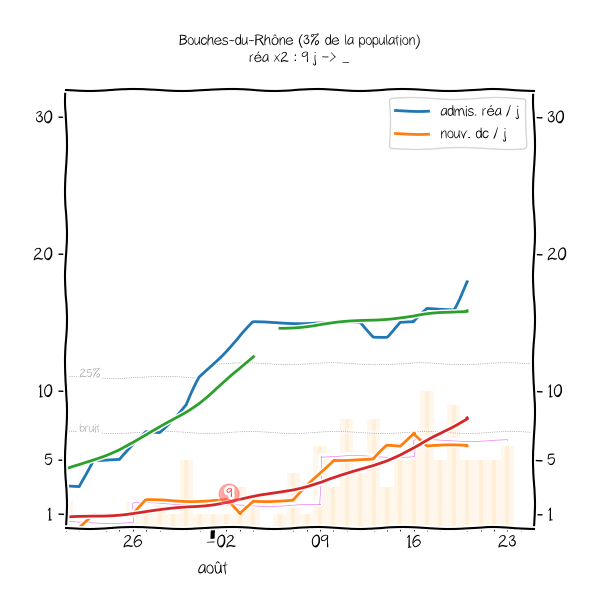 Bouches-du-Rhône (3% de la population)
réa x2 : 9 j -> _
admis. réa / j
nouv. dc / j
30
30
20
20
25%
10
10
bruit
5
5
9
1
1
26
02
09
16
23
août